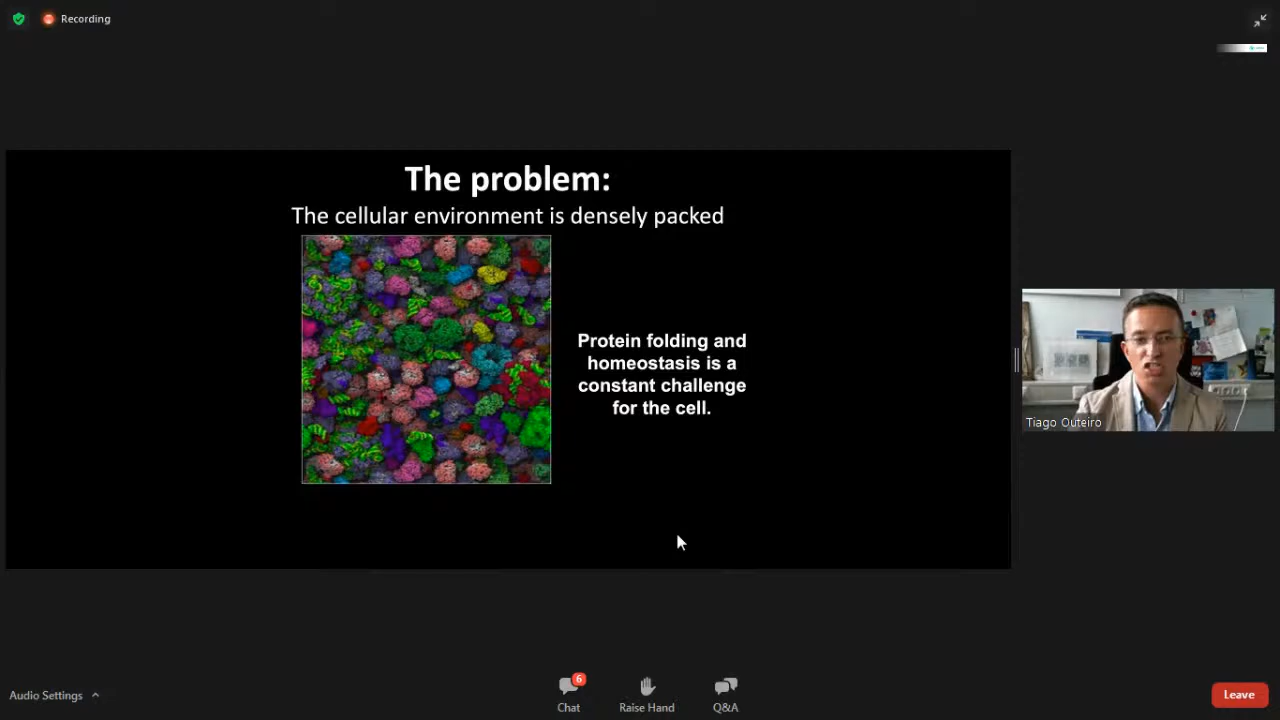 Recording
The problem:
The cellular environment is densely packed
Protein folding and
homeostasis is a
constant challenge
for the cell.
Tiago Outeiro
Audio Settings
6
Chat
Raise Hand
Q&A
Leave